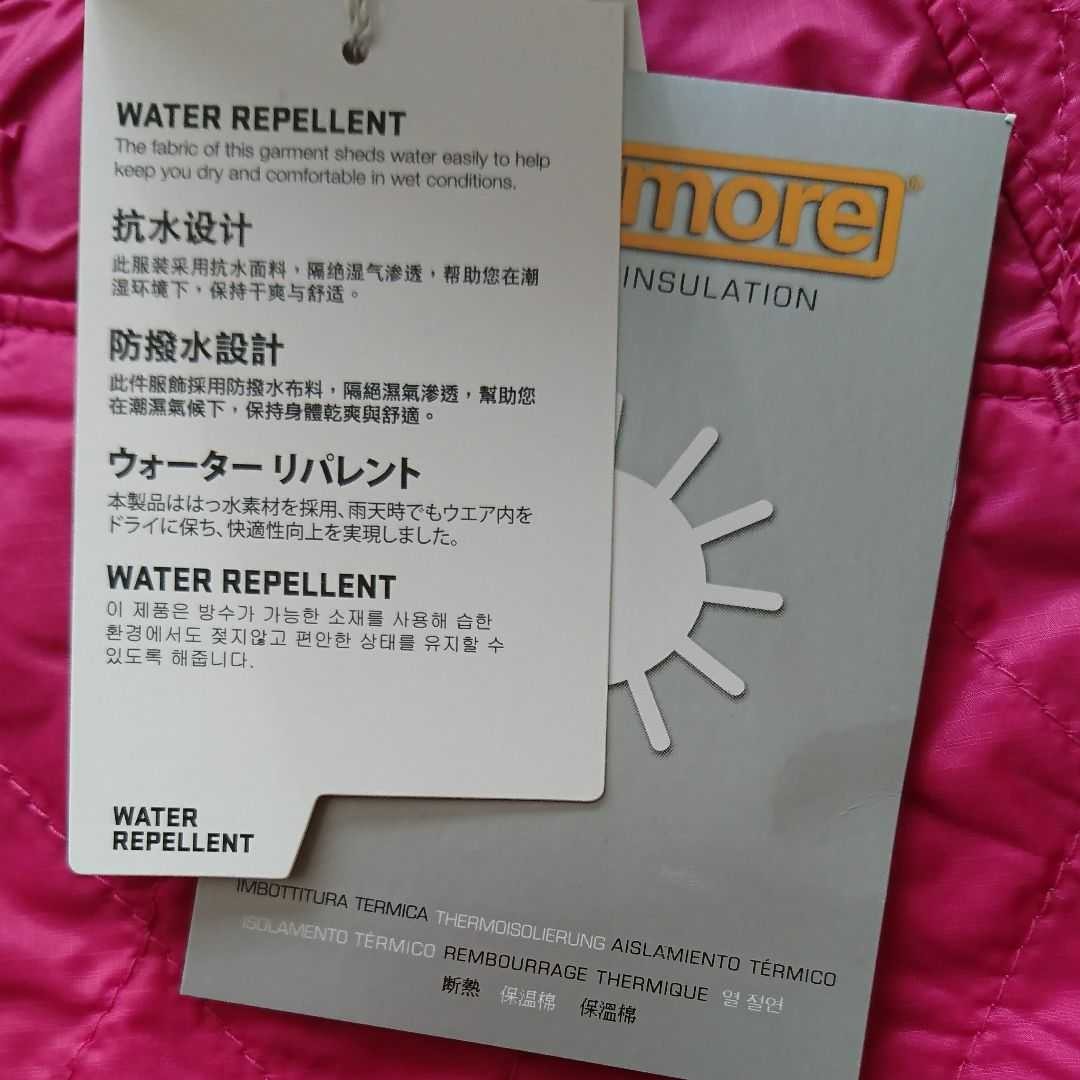 WATER REPELLENT
The fabric of this garment sheds water easily to help
keep you dry and comfortable in wet conditions.
抗水设计
此服装采用抗水面料，隔绝湿气渗透，帮助您在潮
湿环境下，保持干爽与舒适。
防撥水設計
此件服飾採用防撥水布料，隔絕濕氣滲透，幫助您
在潮濕氣候下，保持身體乾爽與舒適。
ウォーター リパレント
本製品ははっ水素材を採用、雨天時でもウエア内を
ドライに保ち、快適性向上を実現しました。
WATER REPELLENT
이 제품은 방수가 가능한 소재를 사용해 습한
환경에서도 젖지않고 편안한 상태를 유지할 수
있도록 해줍니다.
WATER
REPELLENT
more®
INSULATION
IMBOTTITURA TERMICA THERMOISOLIERUNG AISLAMIENTO TÉRMICO
ISOLAMENTO TÉRMICO REMBOURRAGE THERMIQUE 열 절연
断熱 保温棉 保溫棉